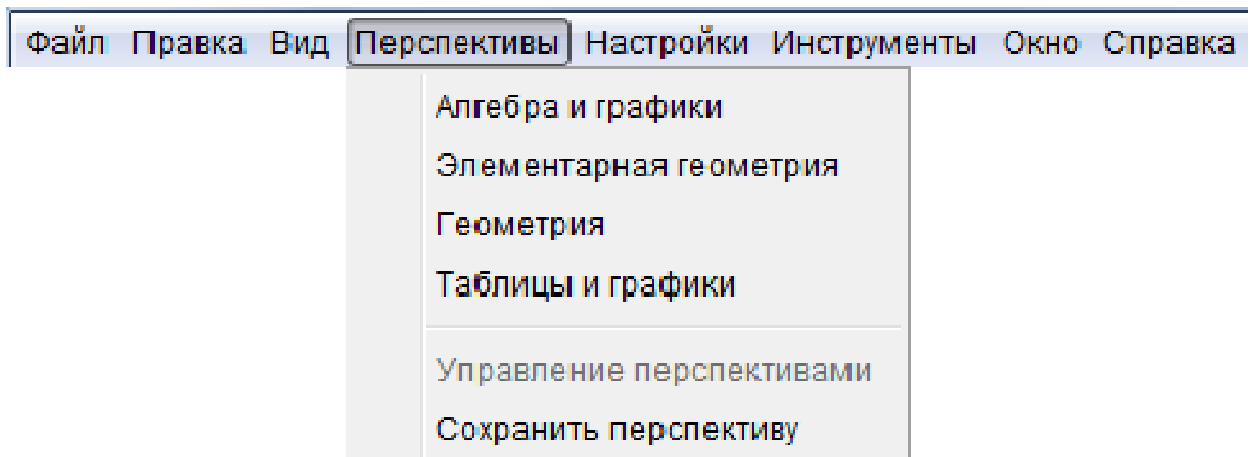 Файл Правка Вид Перспективы Настройки Инструменты Окно Справка
Алгебра и графики
Элементарная геометрия
Геометрия
Таблицы и графики
Управление перспективами
Сохранить перспективу